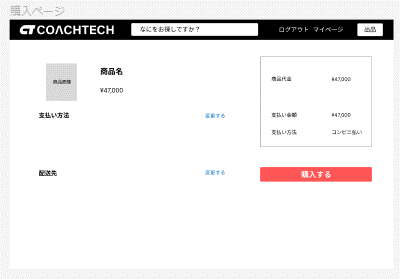 購入ページ
COACHTECH
なにをお探しですか？
ログアウト マイページ
出品
商品画像
商品名
¥47,000
支払い方法 変更する
配送先 変更する
商品代金 ¥47,000
支払い金額 ¥47,000
支払い方法 コンビニ払い
購入する